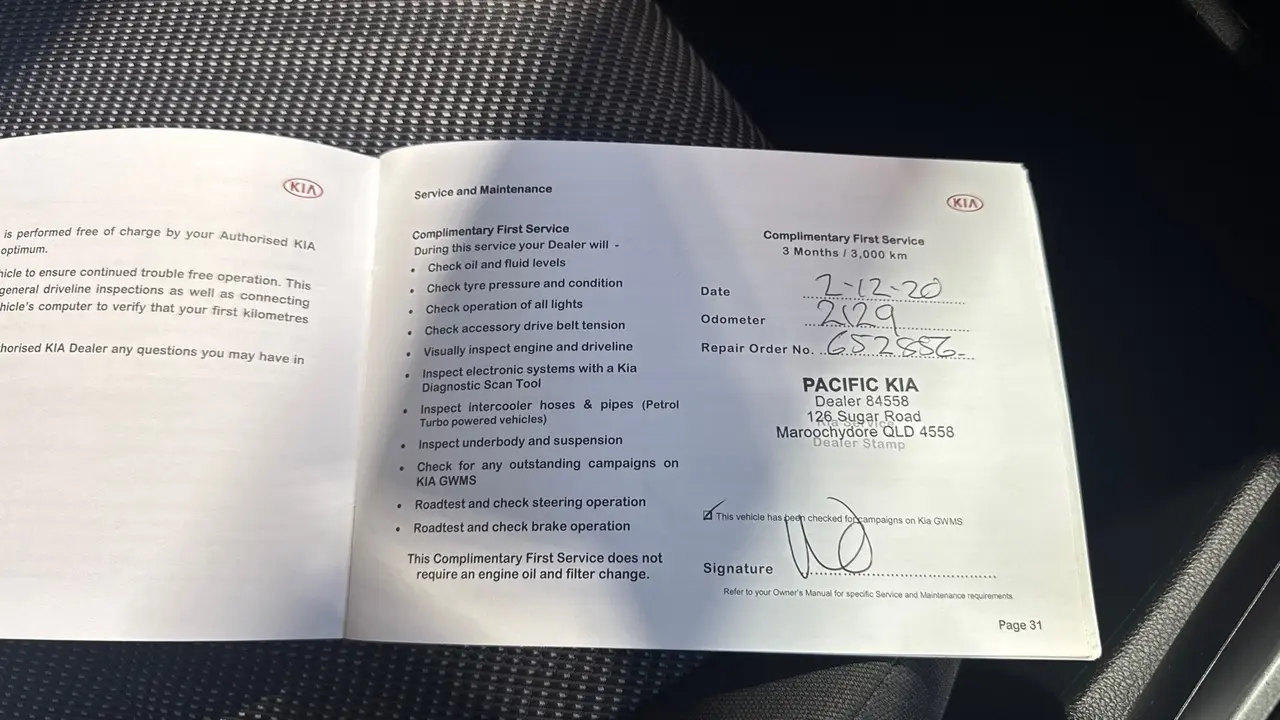 KIA
is performed free of charge by your Authorised KIA
optimum.
hicle to ensure continued trouble free operation. This
general driveline inspections as well as connecting
hicle's computer to verify that your first kilometres
horised KIA Dealer any questions you may have in
Service and Maintenance
KIA
Complimentary First Service
During this service your Dealer will -
• Check oil and fluid levels
• Check tyre pressure and condition
• Check operation of all lights
• Check accessory drive belt tension
• Visually inspect engine and driveline
• Inspect electronic systems with a Kia
Diagnostic Scan Tool
• Inspect intercooler hoses & pipes (Petrol
Turbo powered vehicles)
• Inspect underbody and suspension
• Check for any outstanding campaigns on
KIA GWMS
• Roadtest and check steering operation
• Roadtest and check brake operation
This Complimentary First Service does not
require an engine oil and filter change.
Complimentary First Service
3 Months / 3,000 km
Date 2-12-20
Odometer 2129
Repair Order No. 652886
PACIFIC KIA
Dealer 84558
126 Sugar Road
Maroochydore QLD 4558
Dealer Stamp
This vehicle has been checked for campaigns on Kia GWMS
Signature
Refer to your Owner's Manual for specific Service and Maintenance requirements
Page 31